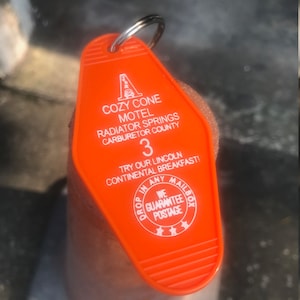 COZY CONE
MOTEL
RADIATOR SPRINGS
CARBURETOR COUNTY
3
TRY OUR LINCOLN
CONTINENTAL BREAKFAST!
DROP IN ANY MAILBOX
WE
GUARANTEE
POSTAGE